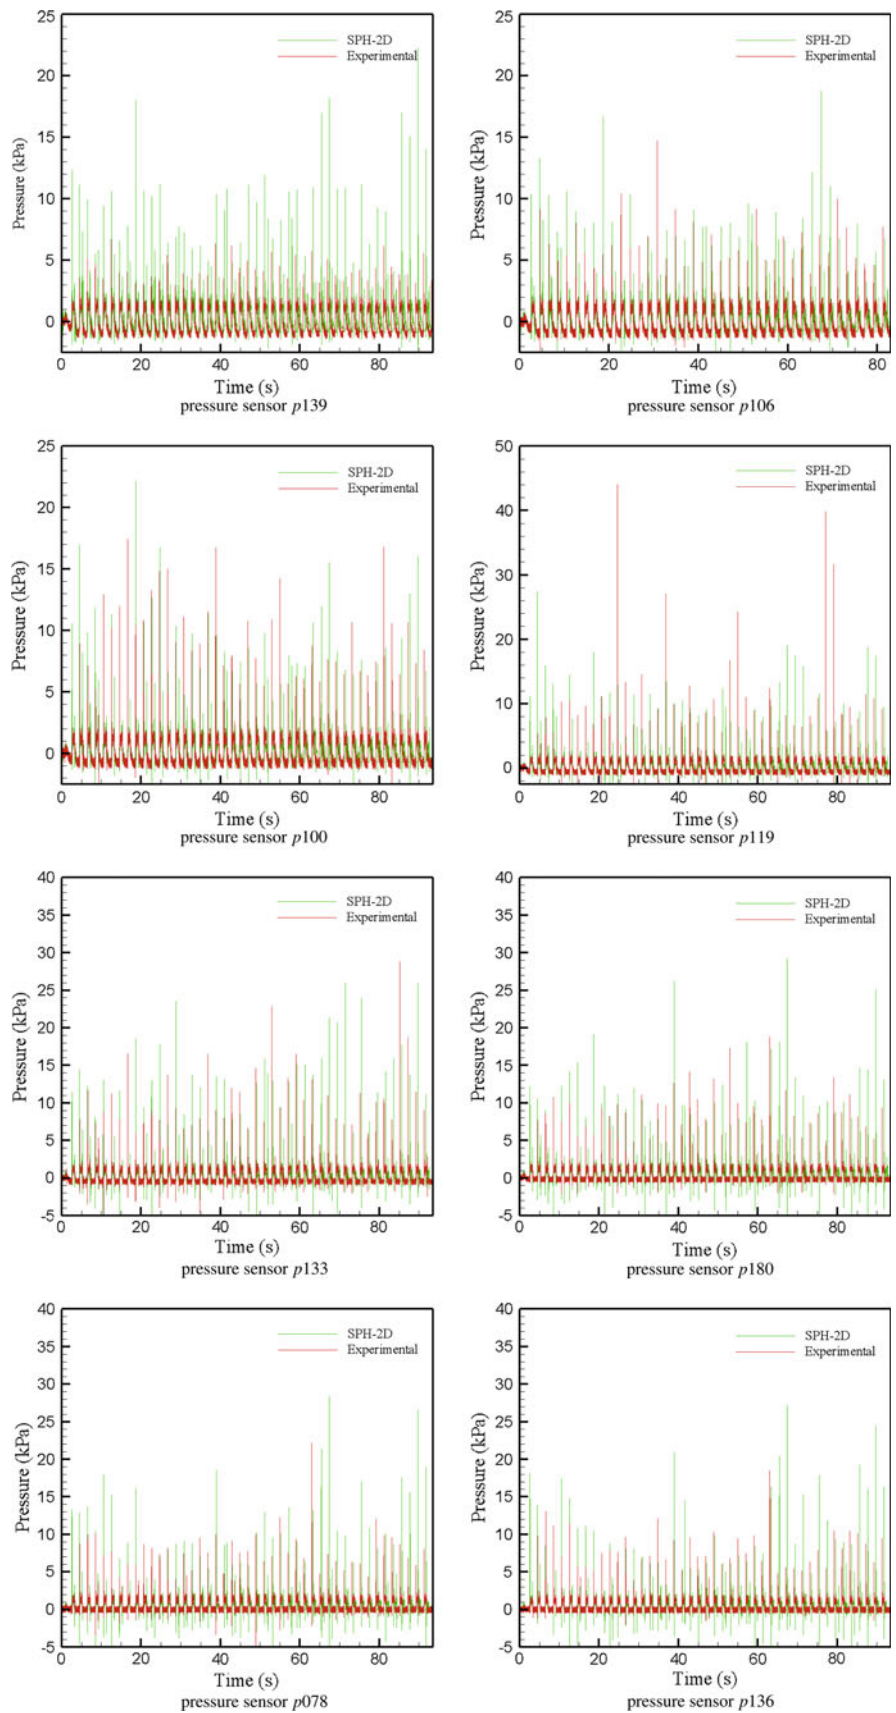 25
20
15
10
5
0
Pressure (kPa)
SPH-2D
Experimental
0 20 40 60 80
Time (s)
pressure sensor p139
25
20
15
10
5
0
Pressure (kPa)
SPH-2D
Experimental
0 20 40 60 80
Time (s)
pressure sensor p106
25
20
15
10
5
0
Pressure (kPa)
SPH-2D
Experimental
0 20 40 60 80
Time (s)
pressure sensor p100
50
40
30
20
10
0
Pressure (kPa)
SPH-2D
Experimental
0 20 40 60 80
Time (s)
pressure sensor p119
40
35
30
25
20
15
10
5
0
-5
Pressure (kPa)
SPH-2D
Experimental
0 20 40 60 80
Time (s)
pressure sensor p133
40
35
30
25
20
15
10
5
0
-5
Pressure (kPa)
SPH-2D
Experimental
0 20 40 60 80
Time (s)
pressure sensor p180
40
35
30
25
20
15
10
5
0
-5
Pressure (kPa)
SPH-2D
Experimental
0 20 40 60 80
Time (s)
pressure sensor p078
40
35
30
25
20
15
10
5
0
-5
Pressure (kPa)
SPH-2D
Experimental
0 20 40 60 80
Time (s)
pressure sensor p136